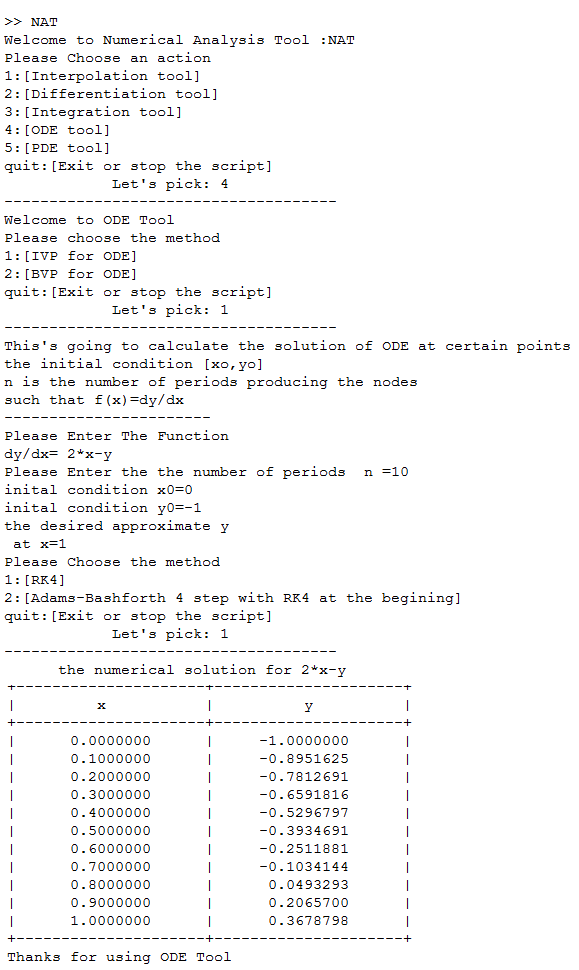 >> NAT
Welcome to Numerical Analysis Tool :NAT
Please Choose an action
1:[Interpolation tool]
2:[Differentiation tool]
3:[Integration tool]
4:[ODE tool]
5:[PDE tool]
quit:[Exit or stop the script]
            Let's pick: 4
-------------------------------------
Welcome to ODE Tool
Please choose the method
1:[IVP for ODE]
2:[BVP for ODE]
quit:[Exit or stop the script]
            Let's pick: 1
-------------------------------------
This's going to calculate the solution of ODE at certain points
the initial condition [xo,yo]
n is the number of periods producing the nodes
such that f(x)=dy/dx
-----------------------
Please Enter The Function
dy/dx= 2*x-y
Please Enter the the number of periods  n =10
inital condition x0=0
inital condition y0=-1
the desired approximate y
 at x=1
Please Choose the method
1:[RK4]
2:[Adams-Bashforth 4 step with RK4 at the begining]
quit:[Exit or stop the script]
            Let's pick: 1
-------------------------------------
      the numerical solution for 2*x-y
+---------------------+---------------------+
|          x          |          y          |
+---------------------+---------------------+
|      0.0000000      |     -1.0000000      |
|      0.1000000      |     -0.8951625      |
|      0.2000000      |     -0.7812691      |
|      0.3000000      |     -0.6591816      |
|      0.4000000      |     -0.5296797      |
|      0.5000000      |     -0.3934691      |
|      0.6000000      |     -0.2511881      |
|      0.7000000      |     -0.1034144      |
|      0.8000000      |      0.0493293      |
|      0.9000000      |      0.2065700      |
|      1.0000000      |      0.3678798      |
+---------------------+---------------------+
Thanks for using ODE Tool